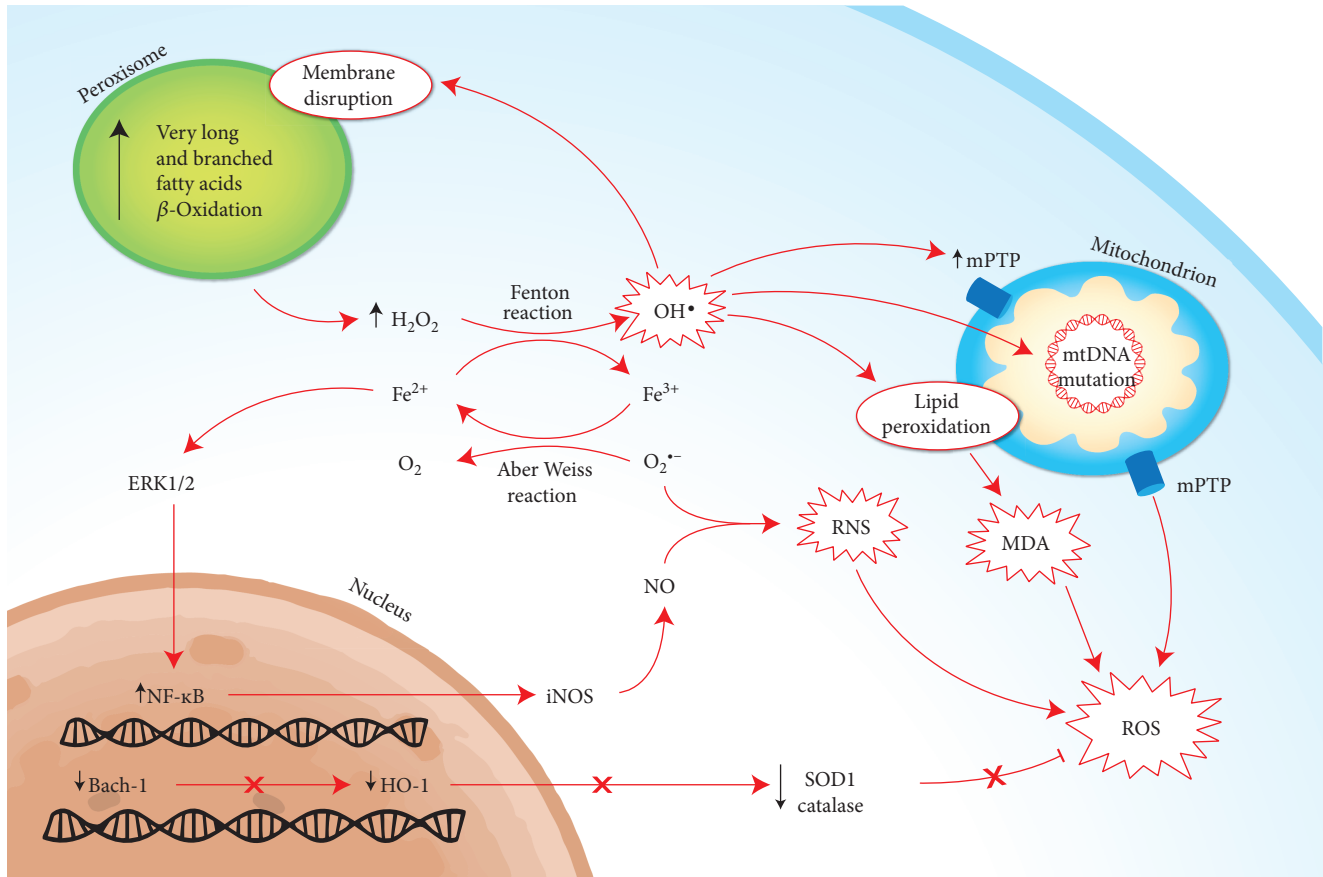 Peroxisome
Membrane
disruption
Very long
and branched
fatty acids
β-Oxidation
↑ H₂O₂
Fenton
reaction
OH•
↑mPTP
Mitochondrion
mtDNA
mutation
Fe²⁺
Fe³⁺
Lipid
peroxidation
O₂
Aber Weiss
reaction
O₂•⁻
ERK1/2
mPTP
RNS
MDA
NO
Nucleus
↑NF-κB
iNOS
ROS
↓Bach-1
↓HO-1
SOD1
catalase